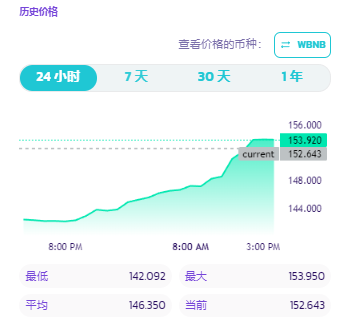 历史价格
查看价格的币种： WBNB
24 小时 7 天 30 天 1 年
156.000
153.920
current 152.643
148.000
144.000
8:00 PM 8:00 AM 3:00 PM
最低 142.092 最大 153.950
平均 146.350 当前 152.643